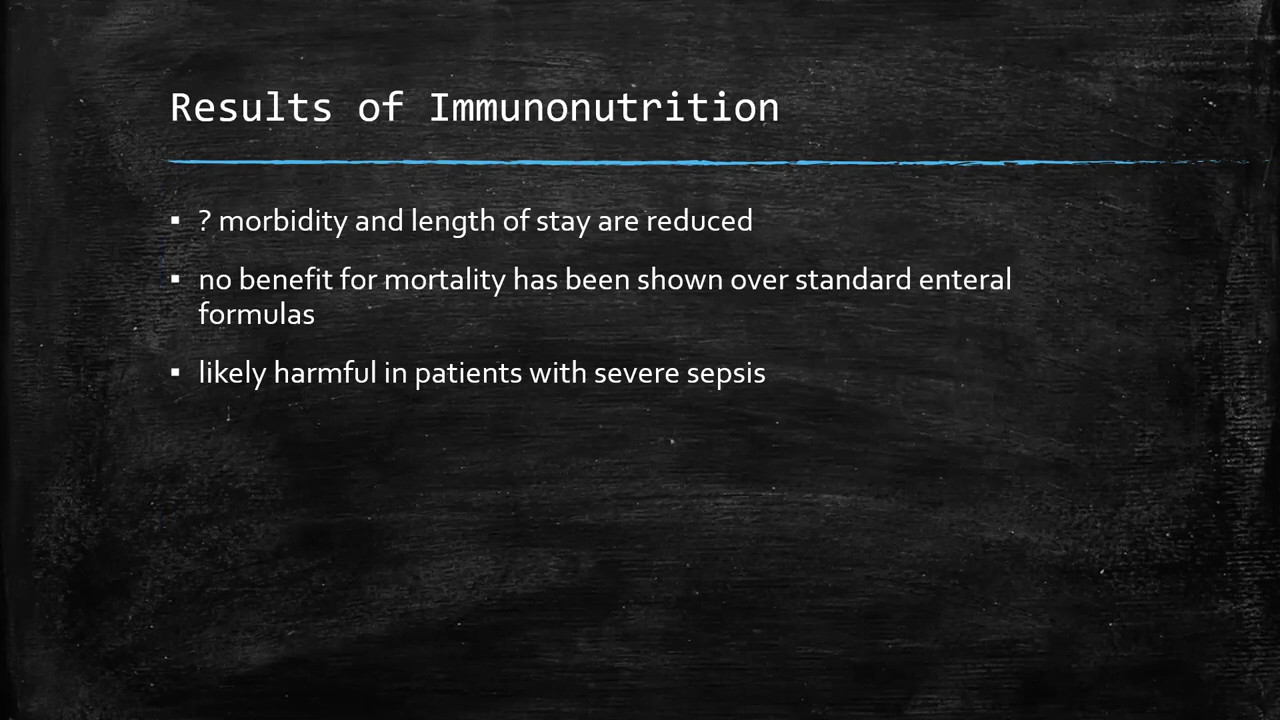 Results of Immunonutrition
▪ ? morbidity and length of stay are reduced
▪ no benefit for mortality has been shown over standard enteral
formulas
▪ likely harmful in patients with severe sepsis